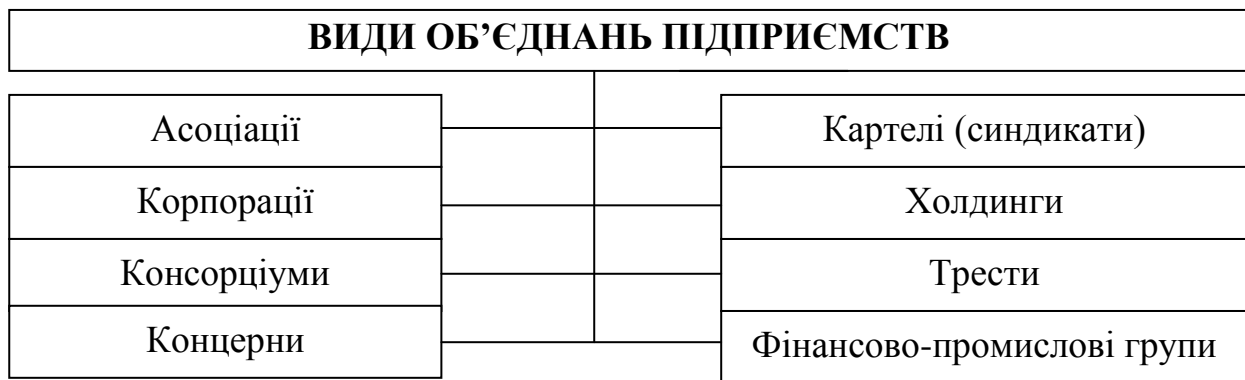 ВИДИ ОБ’ЄДНАНЬ ПІДПРИЄМСТВ
Асоціації
Корпорації
Консорціуми
Концерни
Картелі (синдикати)
Холдинги
Трести
Фінансово-промислові групи